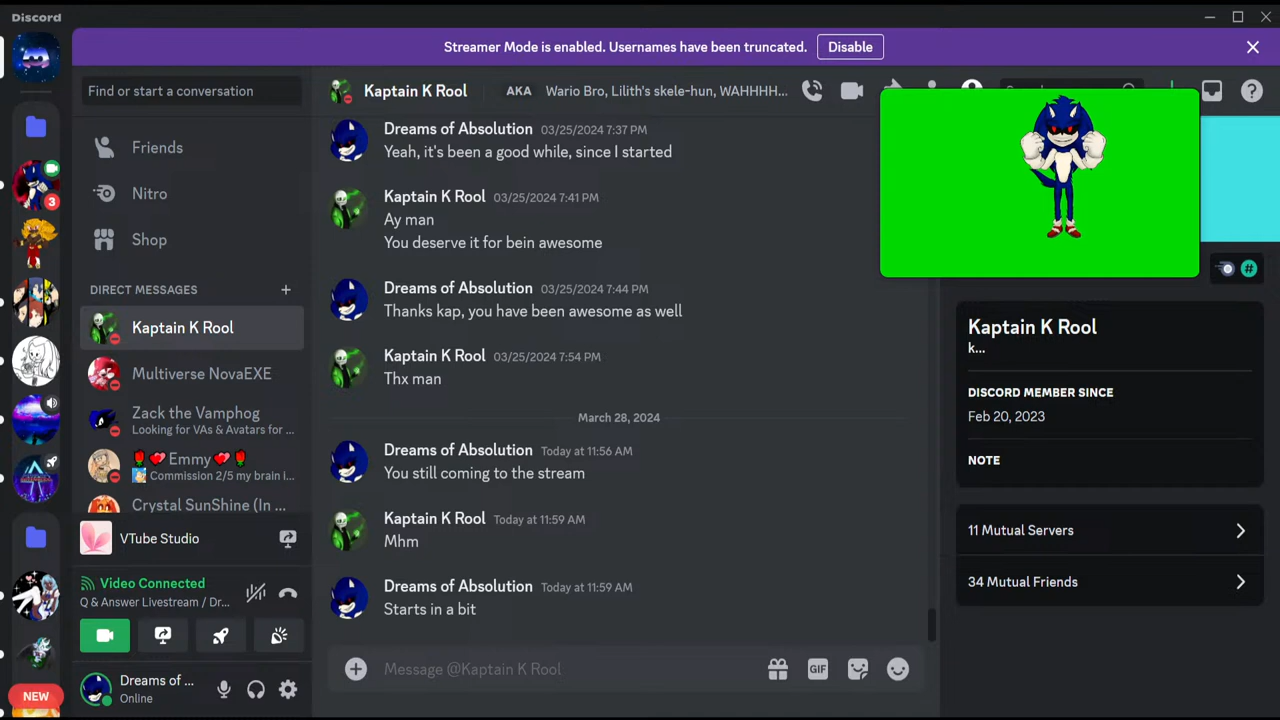 Discord
Streamer Mode is enabled. Usernames have been truncated.
Disable
Find or start a conversation
Friends
Nitro
Shop
DIRECT MESSAGES
Kaptain K Rool
Multiverse NovaEXE
Zack the Vamphog
Looking for VAs & Avatars for ...
🌹❤️Emmy❤️🌹
Commission 2/5 my brain i...
Crystal SunShine (In ...
VTube Studio
Video Connected
Q & Answer Livestream / Dr...
Dreams of ...
Online
3
NEW
Kaptain K Rool
AKA Wario Bro, Lilith's skele-hun, WAHHHH...
Dreams of Absolution 03/25/2024 7:37 PM
Yeah, it's been a good while, since I started
Kaptain K Rool 03/25/2024 7:41 PM
Ay man
You deserve it for bein awesome
Dreams of Absolution 03/25/2024 7:44 PM
Thanks kap, you have been awesome as well
Kaptain K Rool 03/25/2024 7:54 PM
Thx man
March 28, 2024
Dreams of Absolution Today at 11:56 AM
You still coming to the stream
Kaptain K Rool Today at 11:59 AM
Mhm
Dreams of Absolution Today at 11:59 AM
Starts in a bit
Message @Kaptain K Rool
GIF
#
Kaptain K Rool
k...
DISCORD MEMBER SINCE
Feb 20, 2023
NOTE
11 Mutual Servers
34 Mutual Friends